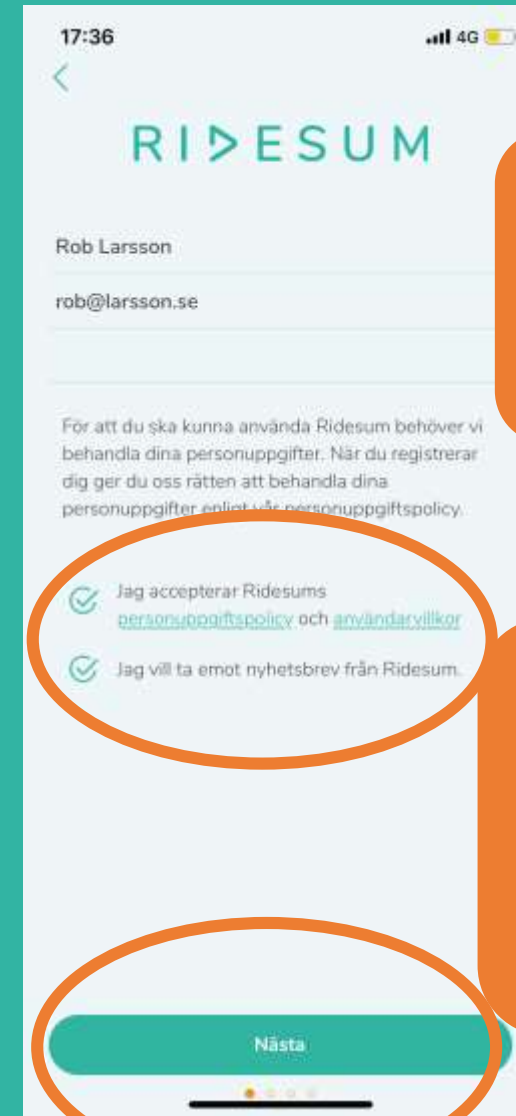 17:36
4G
RIDESUM
Rob Larsson
rob@larsson.se
För att du ska kunna använda Ridesum behöver vi
behandla dina personuppgifter. När du registrerar
dig ger du oss rätten att behandla dina
personuppgifter enligt vår personuppgiftspolicy.
Jag accepterar Ridesums
personuppgiftspolicy och användarvillkor
Jag vill ta emot nyhetsbrev från Ridesum.
Nästa